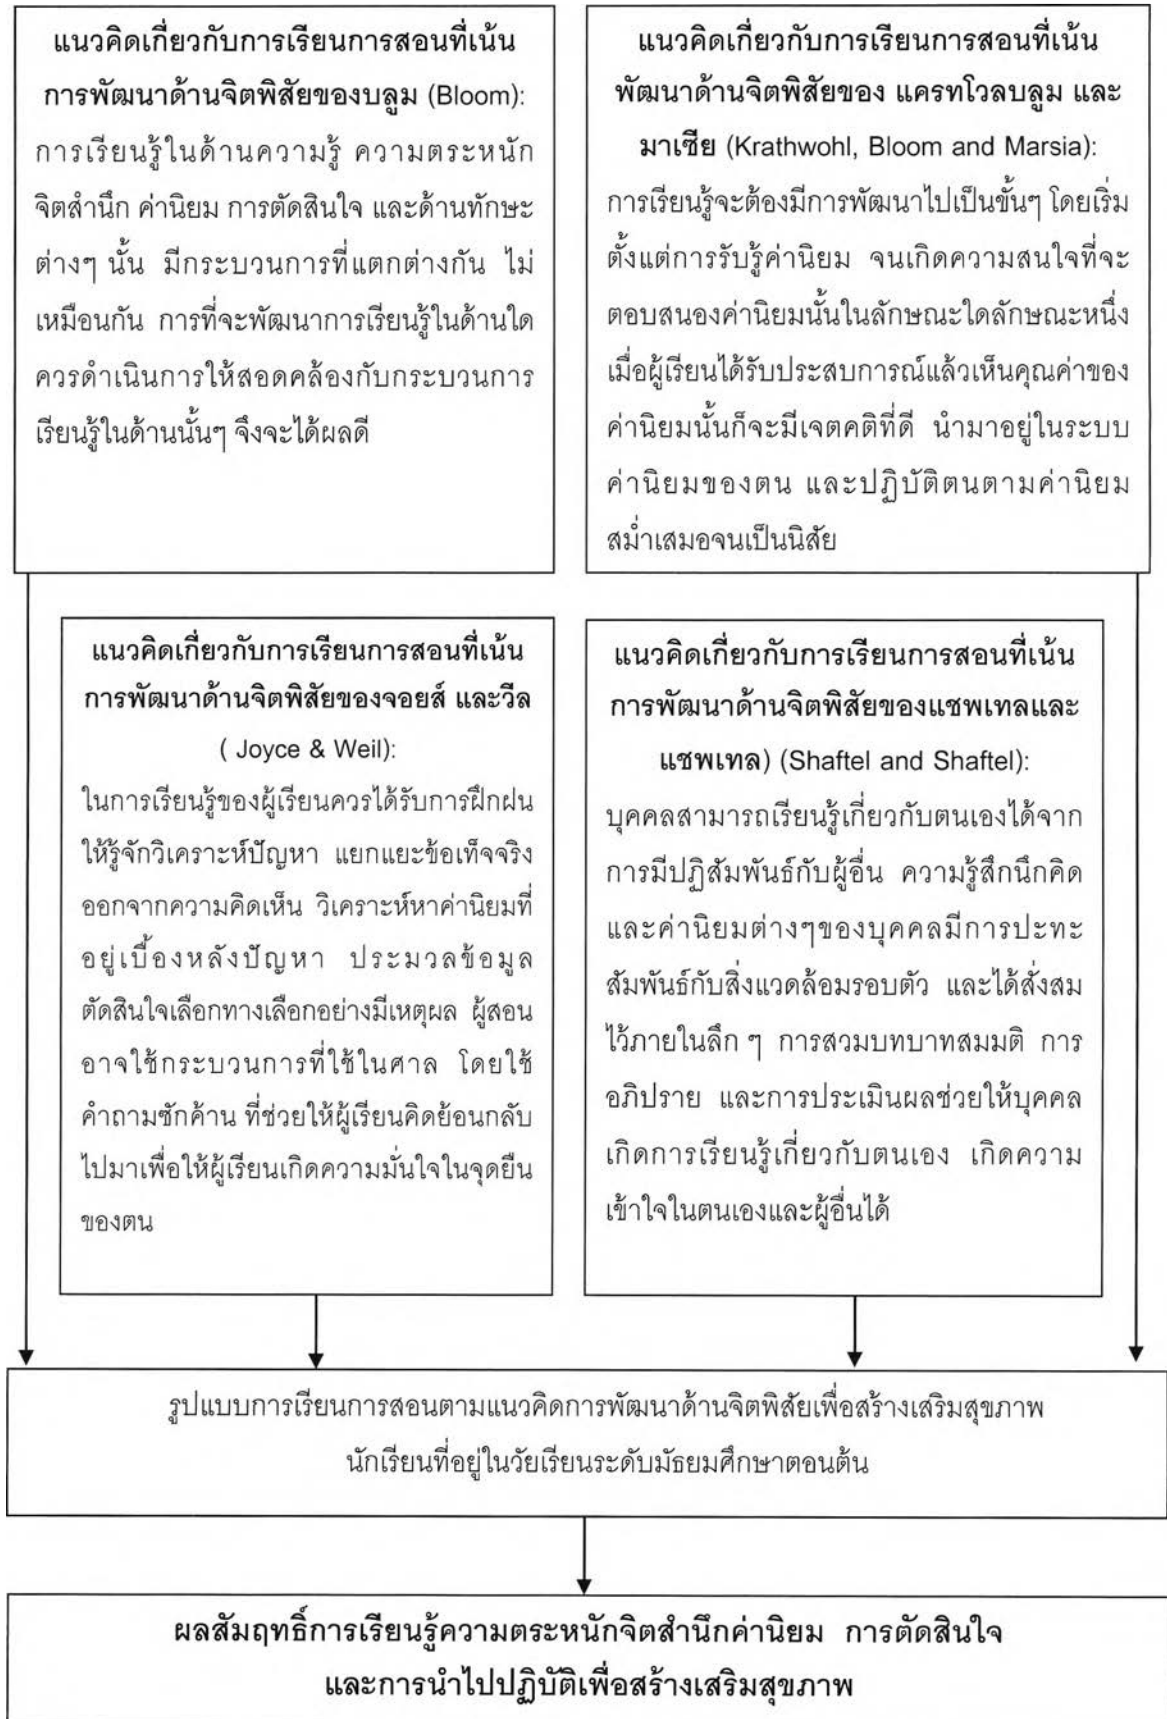 แนวคิดเกี่ยวกับการเรียนการสอนที่เน้น
การพัฒนาด้านจิตพิสัยของบลูม (Bloom):
การเรียนรู้ในด้านความรู้ ความตระหนัก
จิตสำนึก ค่านิยม การตัดสินใจ และด้านทักษะ
ต่างๆ นั้น มีกระบวนการที่แตกต่างกัน ไม่
เหมือนกัน การที่จะพัฒนาการเรียนรู้ในด้านใด
ควรดำเนินการให้สอดคล้องกับกระบวนการ
เรียนรู้ในด้านนั้นๆ จึงจะได้ผลดี
แนวคิดเกี่ยวกับการเรียนการสอนที่เน้น
พัฒนาด้านจิตพิสัยของ แครทโวลบลูม และ
มาเซีย (Krathwohl, Bloom and Marsia):
การเรียนรู้จะต้องมีการพัฒนาไปเป็นขั้นๆ โดยเริ่ม
ตั้งแต่การรับรู้ค่านิยม จนเกิดความสนใจที่จะ
ตอบสนองค่านิยมนั้นในลักษณะใดลักษณะหนึ่ง
เมื่อผู้เรียนได้รับประสบการณ์แล้วเห็นคุณค่าของ
ค่านิยมนั้นก็จะมีเจตคติที่ดี นำมาอยู่ในระบบ
ค่านิยมของตน และปฏิบัติตนตามค่านิยม
สม่ำเสมอจนเป็นนิสัย
แนวคิดเกี่ยวกับการเรียนการสอนที่เน้น
การพัฒนาด้านจิตพิสัยของจอยส์ และวีล
( Joyce & Weil):
ในการเรียนรู้ของผู้เรียนควรได้รับการฝึกฝน
ให้รู้จักวิเคราะห์ปัญหา แยกแยะข้อเท็จจริง
ออกจากความคิดเห็น วิเคราะห์หาค่านิยมที่
อยู่เบื้องหลังปัญหา ประมวลข้อมูล
ตัดสินใจเลือกทางเลือกอย่างมีเหตุผล ผู้สอน
อาจใช้กระบวนการที่ใช้ในศาล โดยใช้
คำถามซักค้าน ที่ช่วยให้ผู้เรียนคิดย้อนกลับ
ไปมาเพื่อให้ผู้เรียนเกิดความมั่นใจในจุดยืน
ของตน
แนวคิดเกี่ยวกับการเรียนการสอนที่เน้น
การพัฒนาด้านจิตพิสัยของแชพเทลและ
แชพเทล) (Shaftel and Shaftel):
บุคคลสามารถเรียนรู้เกี่ยวกับตนเองได้จาก
การมีปฏิสัมพันธ์กับผู้อื่น ความรู้สึกนึกคิด
และค่านิยมต่างๆของบุคคลมีการปะทะ
สัมพันธ์กับสิ่งแวดล้อมรอบตัว และได้สั่งสม
ไว้ภายในลึก ๆ การสวมบทบาทสมมติ การ
อภิปราย และการประเมินผลช่วยให้บุคคล
เกิดการเรียนรู้เกี่ยวกับตนเอง เกิดความ
เข้าใจในตนเองและผู้อื่นได้
รูปแบบการเรียนการสอนตามแนวคิดการพัฒนาด้านจิตพิสัยเพื่อสร้างเสริมสุขภาพ
นักเรียนที่อยู่ในวัยเรียนระดับมัธยมศึกษาตอนต้น
ผลสัมฤทธิ์การเรียนรู้ความตระหนักจิตสำนึกค่านิยม การตัดสินใจ
และการนำไปปฏิบัติเพื่อสร้างเสริมสุขภาพ